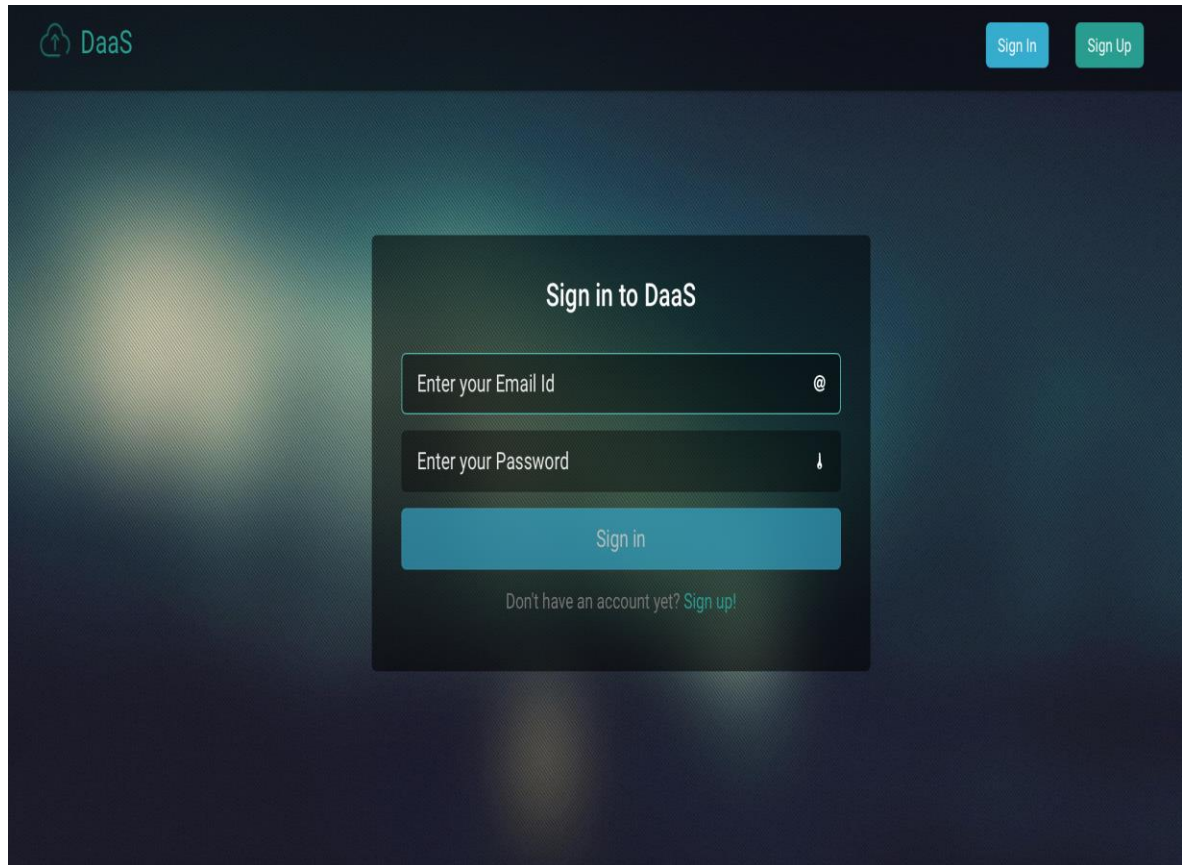 DaaS
Sign In
Sign Up
Sign in to DaaS
Enter your Email Id
@
Enter your Password
Sign in
Don't have an account yet? Sign up!